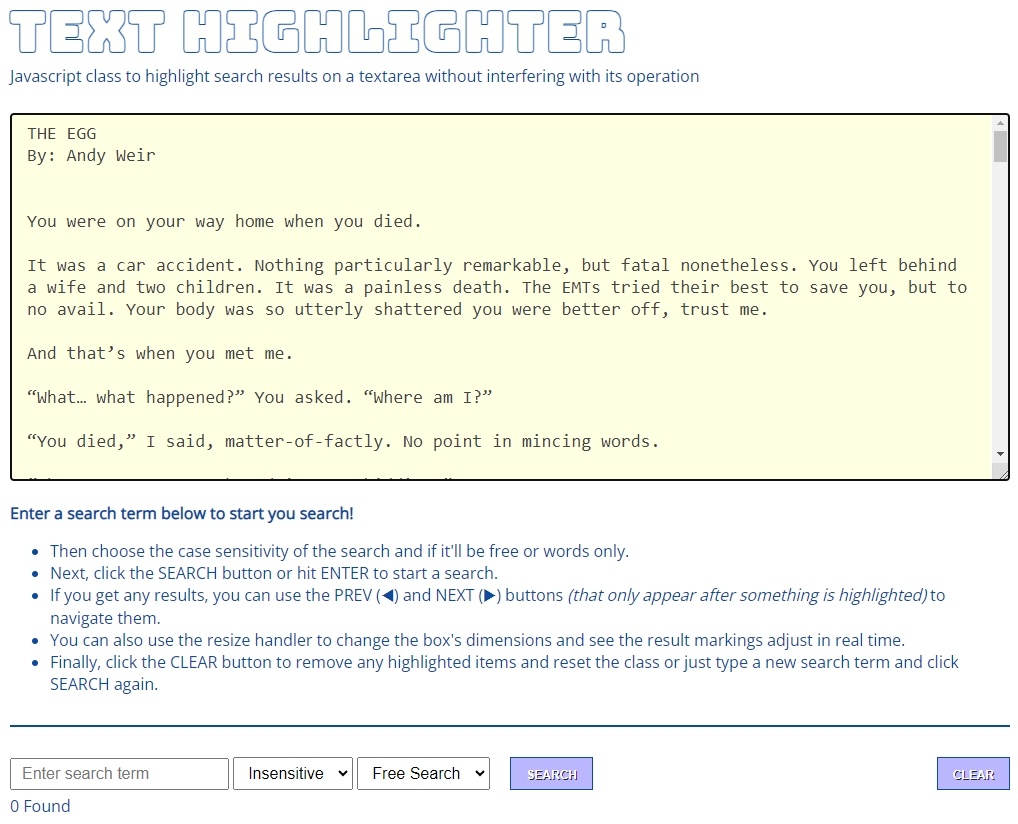 TEXT HIGHLIGHTER
Javascript class to highlight search results on a textarea without interfering with its operation
THE EGG
By: Andy Weir
You were on your way home when you died.
It was a car accident. Nothing particularly remarkable, but fatal nonetheless. You left behind
a wife and two children. It was a painless death. The EMTs tried their best to save you, but to
no avail. Your body was so utterly shattered you were better off, trust me.
And that’s when you met me.
“What… what happened?” You asked. “Where am I?”
“You died,” I said, matter-of-factly. No point in mincing words.
Enter a search term below to start you search!
• Then choose the case sensitivity of the search and if it'll be free or words only.
• Next, click the SEARCH button or hit ENTER to start a search.
• If you get any results, you can use the PREV (◀) and NEXT (▶) buttons (that only appear after something is highlighted) to
navigate them.
• You can also use the resize handler to change the box's dimensions and see the result markings adjust in real time.
• Finally, click the CLEAR button to remove any highlighted items and reset the class or just type a new search term and click
SEARCH again.
Enter search term Insensitive Free Search SEARCH CLEAR
0 Found